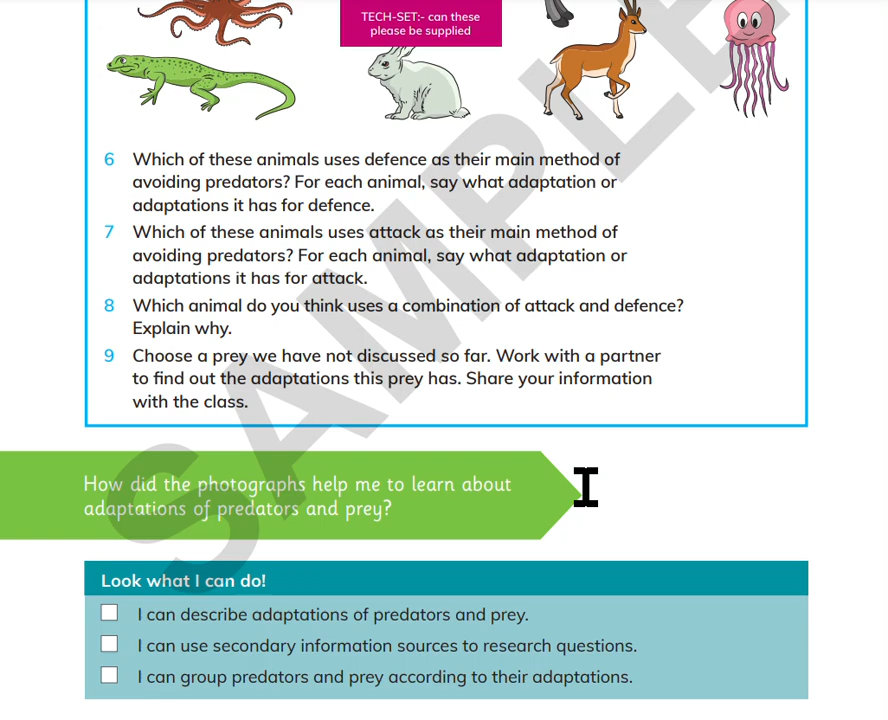 TECH-SET:- can these
please be supplied
6 Which of these animals uses defence as their main method of
avoiding predators? For each animal, say what adaptation or
adaptations it has for defence.
7 Which of these animals uses attack as their main method of
avoiding predators? For each animal, say what adaptation or
adaptations it has for attack.
8 Which animal do you think uses a combination of attack and defence?
Explain why.
9 Choose a prey we have not discussed so far. Work with a partner
to find out the adaptations this prey has. Share your information
with the class.
SAMPLE
How did the photographs help me to learn about
adaptations of predators and prey?
Look what I can do!
I can describe adaptations of predators and prey.
I can use secondary information sources to research questions.
I can group predators and prey according to their adaptations.